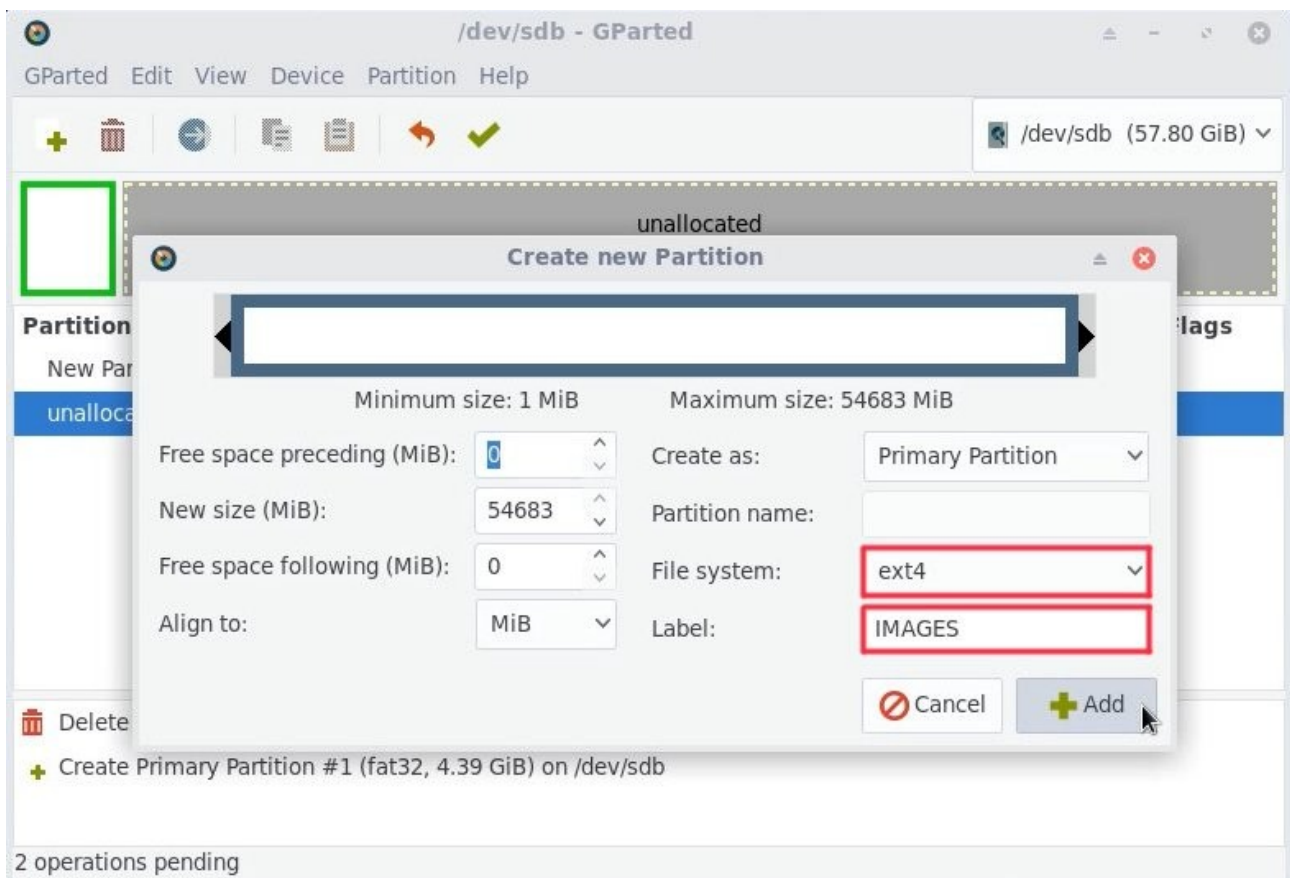 /dev/sdb - GParted
GParted Edit View Device Partition Help
/dev/sdb (57.80 GiB)
unallocated
Create new Partition
Partition
Flags
New Par
Minimum size: 1 MiB Maximum size: 54683 MiB
unalloca
Free space preceding (MiB): 0 Create as: Primary Partition
New size (MiB): 54683 Partition name:
Free space following (MiB): 0 File system: ext4
Align to: MiB Label: IMAGES
Cancel Add
Delete
Create Primary Partition #1 (fat32, 4.39 GiB) on /dev/sdb
2 operations pending